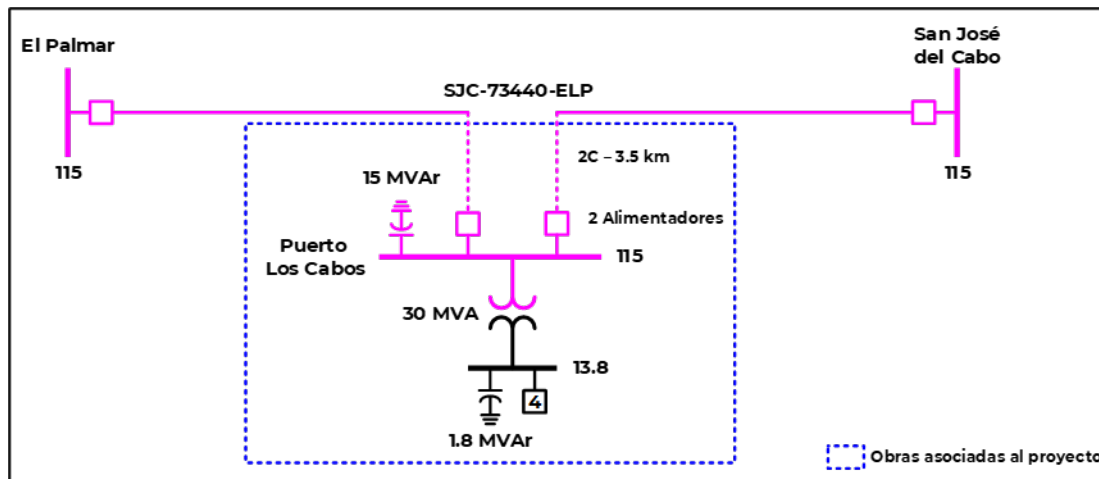 El Palmar
San José
del Cabo
SJC-73440-ELP
115
115
2C – 3.5 km
15 MVAr
2 Alimentadores
Puerto
Los Cabos
115
30 MVA
13.8
4
1.8 MVAr
Obras asociadas al proyecto